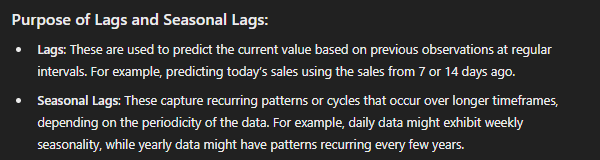 Purpose of Lags and Seasonal Lags:
• Lags: These are used to predict the current value based on previous observations at regular
intervals. For example, predicting today's sales using the sales from 7 or 14 days ago.
• Seasonal Lags: These capture recurring patterns or cycles that occur over longer timeframes,
depending on the periodicity of the data. For example, daily data might exhibit weekly
seasonality, while yearly data might have patterns recurring every few years.